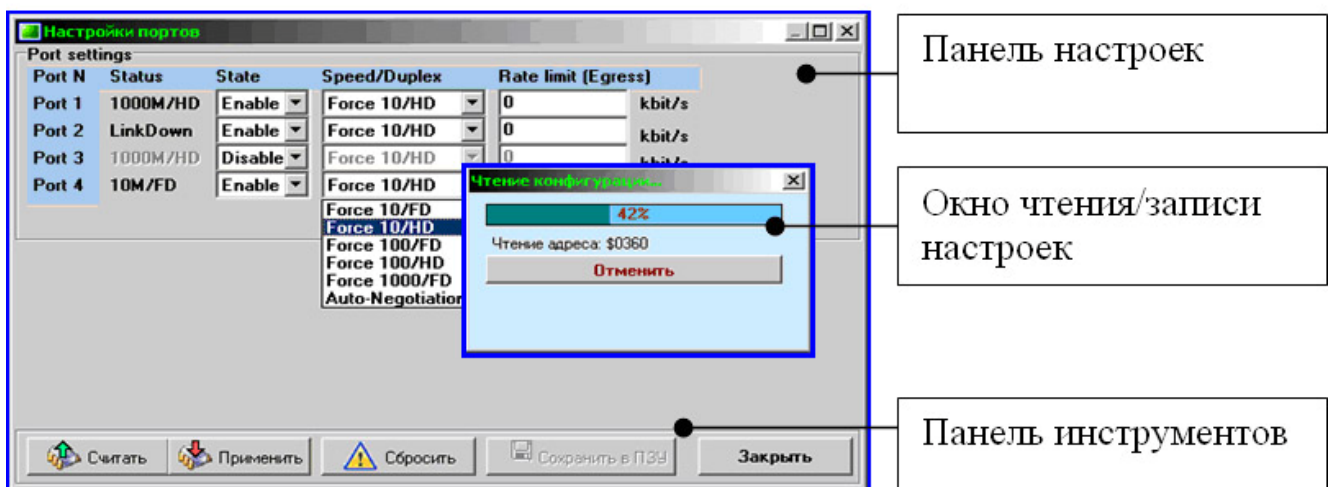 Настройки портов
Port settings
Port N Status State Speed/Duplex Rate limit (Egress)
Port 1 1000M/HD Enable Force 10/HD 0 kbit/s
Port 2 LinkDown Enable Force 10/HD 0 kbit/s
Port 3 1000M/HD Disable Force 10/HD 0 kbit/s
Port 4 10M/FD Enable Force 10/HD
Force 10/FD
Force 10/HD
Force 100/FD
Force 100/HD
Force 1000/FD
Auto-Negotiation
Чтение конфигурации...
42%
Чтение адреса: $0360
Отменить
Считать Применить Сбросить Сохранить в ПЗУ Закрыть
Панель настроек
Окно чтения/записи
настроек
Панель инструментов